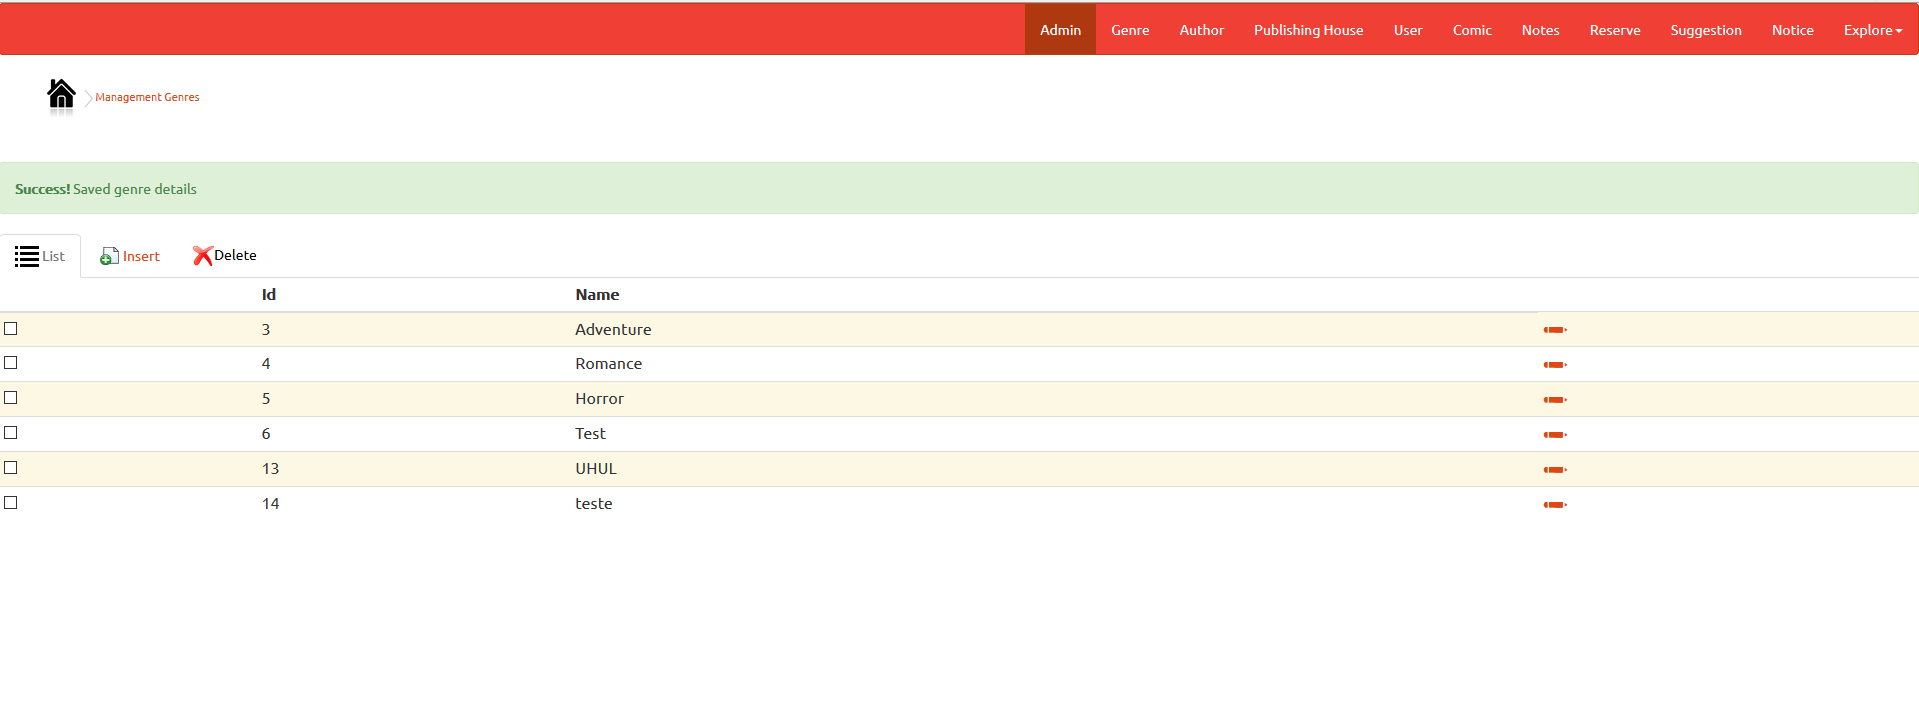 Admin Genre Author Publishing House User Comic Notes Reserve Suggestion Notice Explore
Management Genres
Success! Saved genre details
List Insert Delete
Id Name
3 Adventure
4 Romance
5 Horror
6 Test
13 UHUL
14 teste